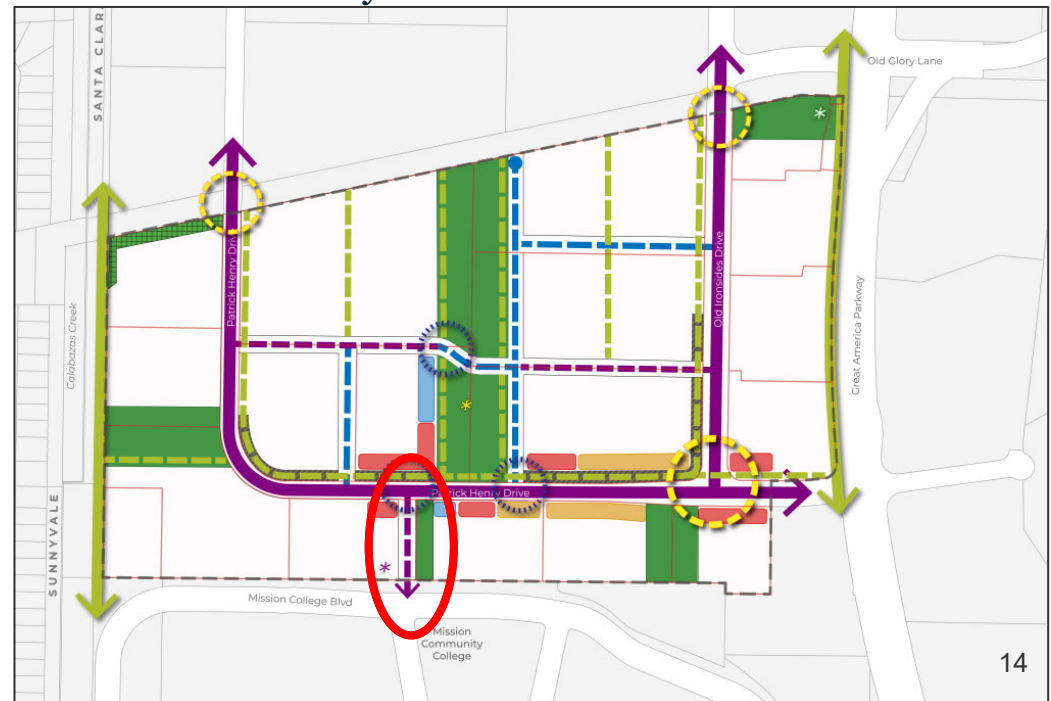 SANTA CLAR
Old Glory Lane
Patrick Henry Drive
Old Ironsides Drive
Calabazas Creek
Great America Parkway
Patrick Henry Drive
SUNNYVALE
Mission College Blvd
Mission
Community
College
14